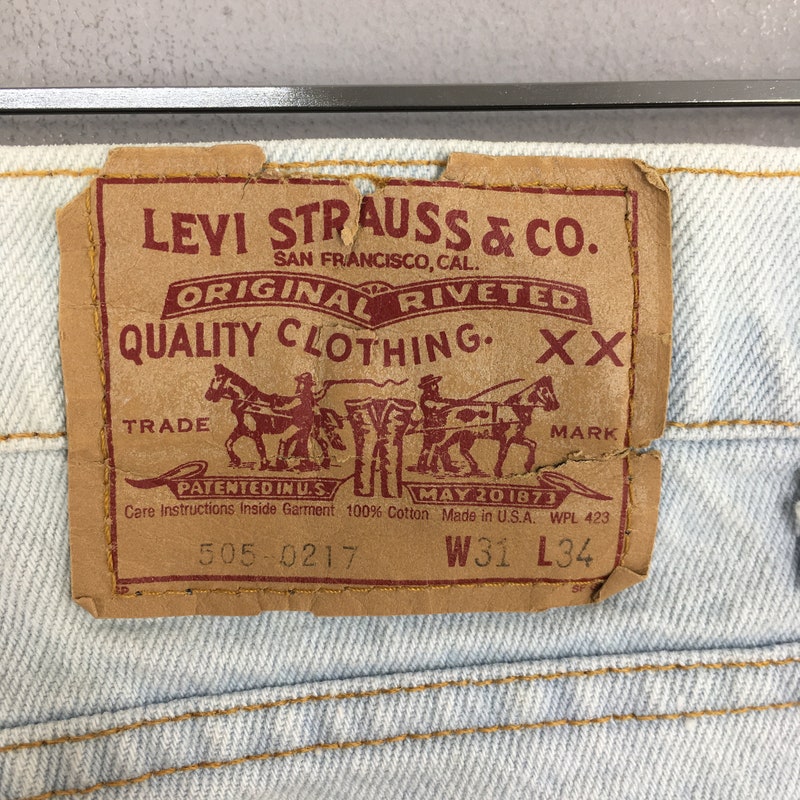 LEVI STRAUSS & CO.
SAN FRANCISCO, CAL.
ORIGINAL RIVETED
QUALITY CLOTHING. XX
TRADE MARK
PATENTED IN U.S. MAY 20 1873
Care Instructions Inside Garment 100% Cotton Made in U.S.A. WPL 423
505-0217 W31 L34